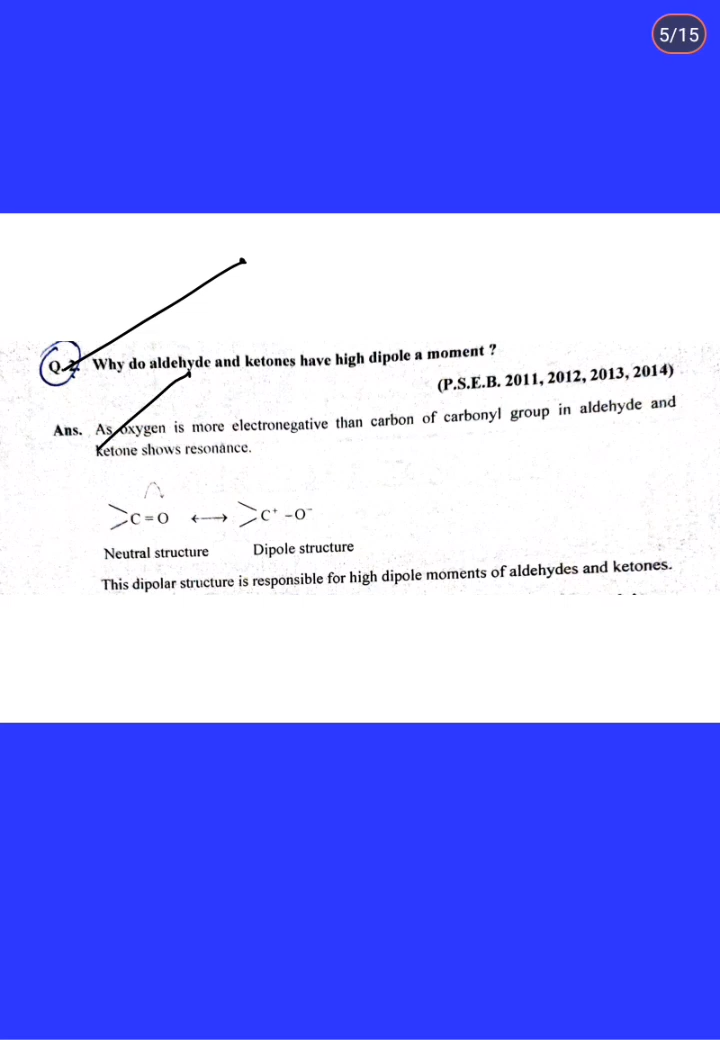 5/15
Q.2. Why do aldehyde and ketones have high dipole a moment ?
(P.S.E.B. 2011, 2012, 2013, 2014)
Ans. As oxygen is more electronegative than carbon of carbonyl group in aldehyde and
Ketone shows resonance.
>C=O ⟷ >C⁺ -O⁻
Neutral structure Dipole structure
This dipolar structure is responsible for high dipole moments of aldehydes and ketones.